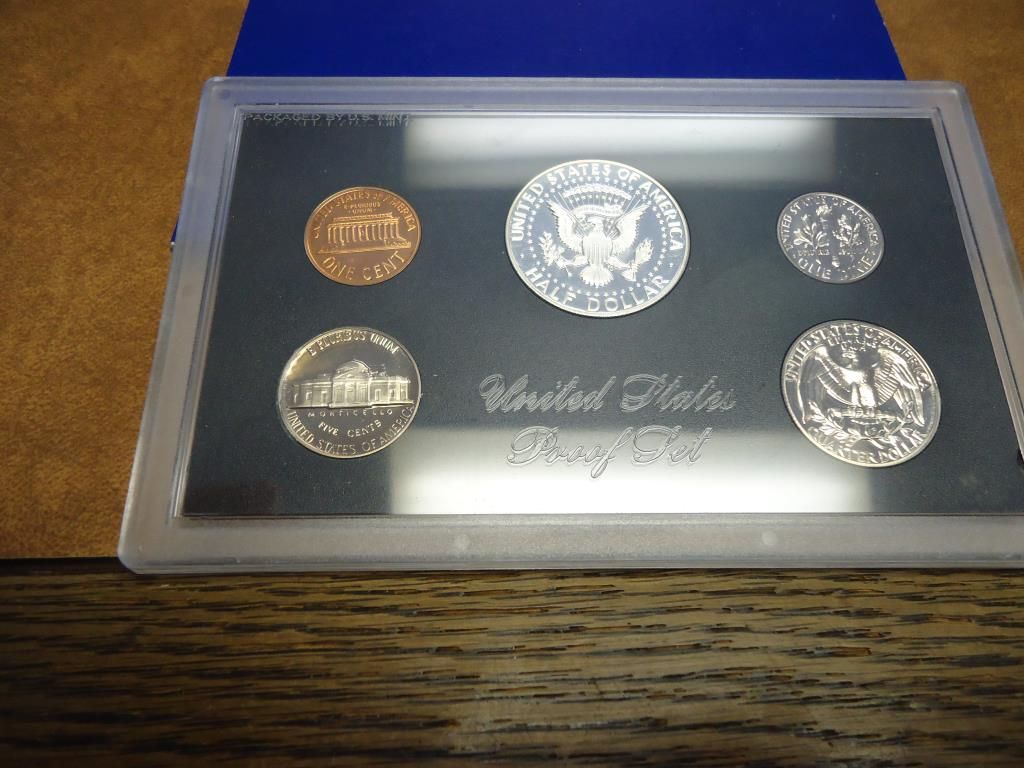 PACKAGED BY U.S. MINT
UNITED STATES OF AMERICA
E·PLURIBUS
·UNUM·
ONE CENT
UNITED STATES OF AMERICA
HALF DOLLAR
UNITED STATES OF AMERICA
ONE DIME
E PLURIBUS UNUM
MONTICELLO
FIVE CENTS
UNITED STATES OF AMERICA
United States
Proof Set
UNITED STATES OF AMERICA
QUARTER DOLLAR